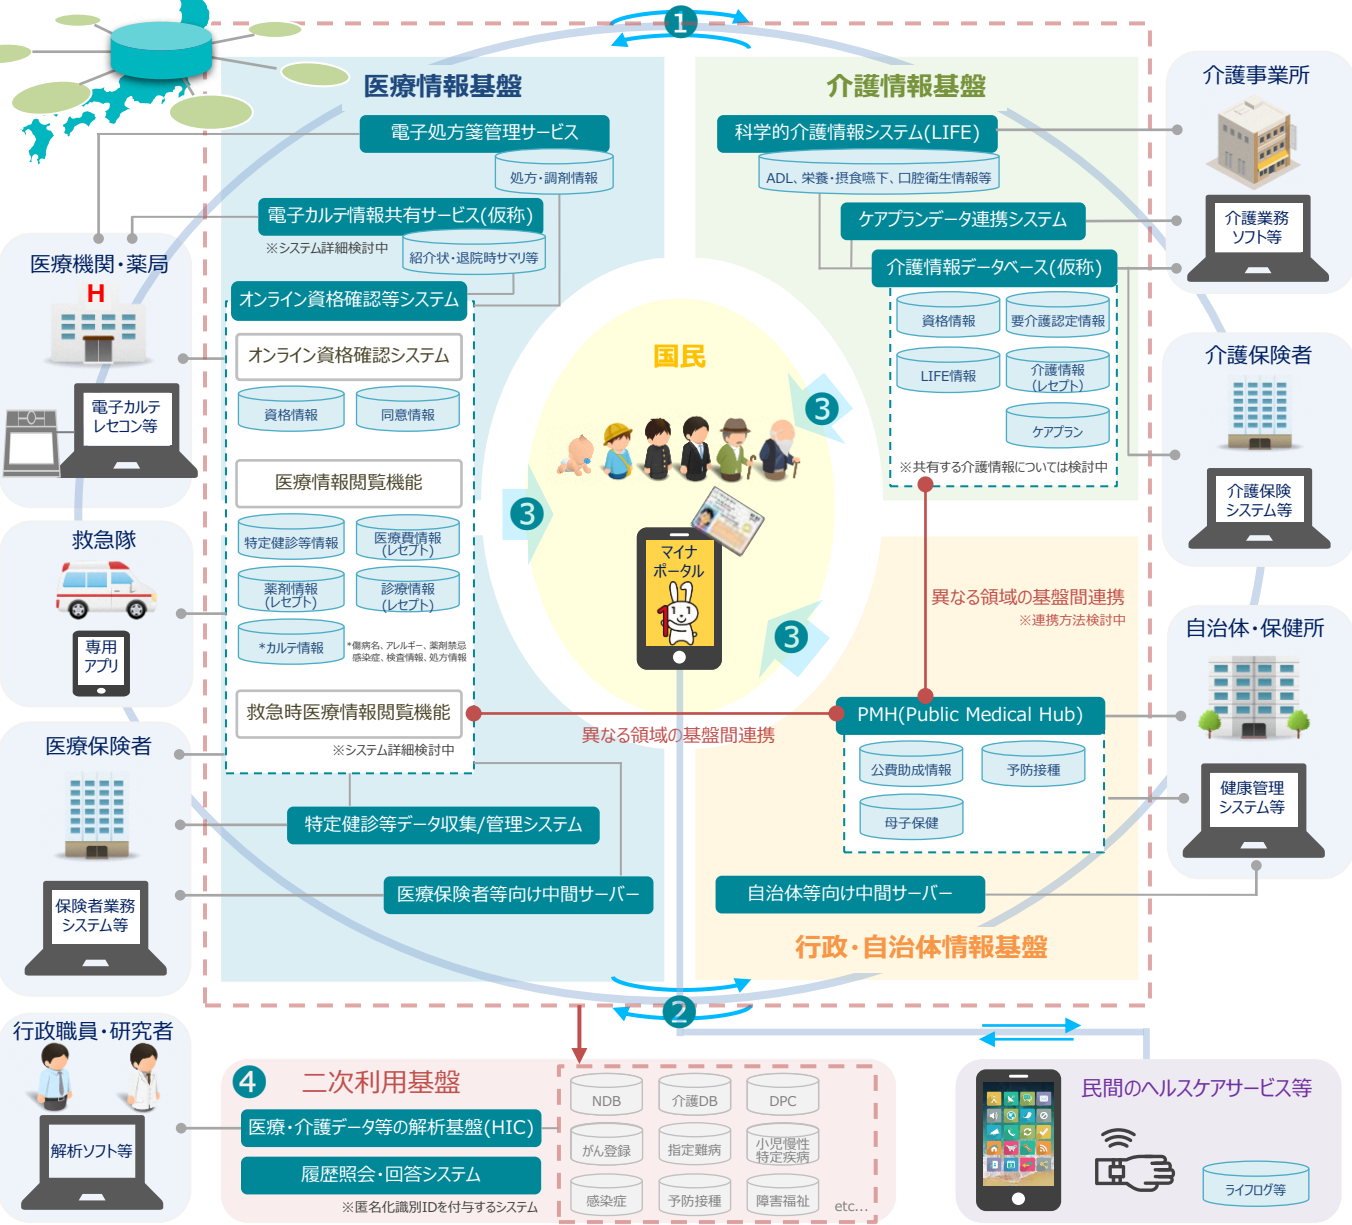 1
医療情報基盤
電子処方箋管理サービス
処方・調剤情報
電子カルテ情報共有サービス(仮称)
※システム詳細検討中
紹介状・退院時サマリ等
オンライン資格確認等システム
オンライン資格確認システム
資格情報
同意情報
医療情報閲覧機能
特定健診等情報
医療費情報
(レセプト)
薬剤情報
(レセプト)
診療情報
(レセプト)
*カルテ情報
*傷病名、アレルギー、薬剤禁忌
感染症、検査情報、処方情報
救急時医療情報閲覧機能
※システム詳細検討中
特定健診等データ収集/管理システム
医療保険者等向け中間サーバー
介護情報基盤
科学的介護情報システム(LIFE)
ADL、栄養・摂食嚥下、口腔衛生情報等
ケアプランデータ連携システム
介護情報データベース(仮称)
資格情報
要介護認定情報
LIFE情報
介護情報
(レセプト)
ケアプラン
※共有する介護情報については検討中
国民
3
3
3
マイナ
ポータル
1
異なる領域の基盤間連携
※連携方法検討中
異なる領域の基盤間連携
PMH(Public Medical Hub)
公費助成情報
予防接種
母子保健
自治体等向け中間サーバー
行政・自治体情報基盤
2
医療機関・薬局
H
電子カルテ
レセコン等
救急隊
専用
アプリ
医療保険者
保険者業務
システム等
行政職員・研究者
解析ソフト等
介護事業所
介護業務
ソフト等
介護保険者
介護保険
システム等
自治体・保健所
健康管理
システム等
4
二次利用基盤
医療・介護データ等の解析基盤(HIC)
履歴照会・回答システム
※匿名化識別IDを付与するシステム
NDB
介護DB
DPC
がん登録
指定難病
小児慢性
特定疾病
感染症
予防接種
障害福祉
etc...
民間のヘルスケアサービス等
ライフログ等